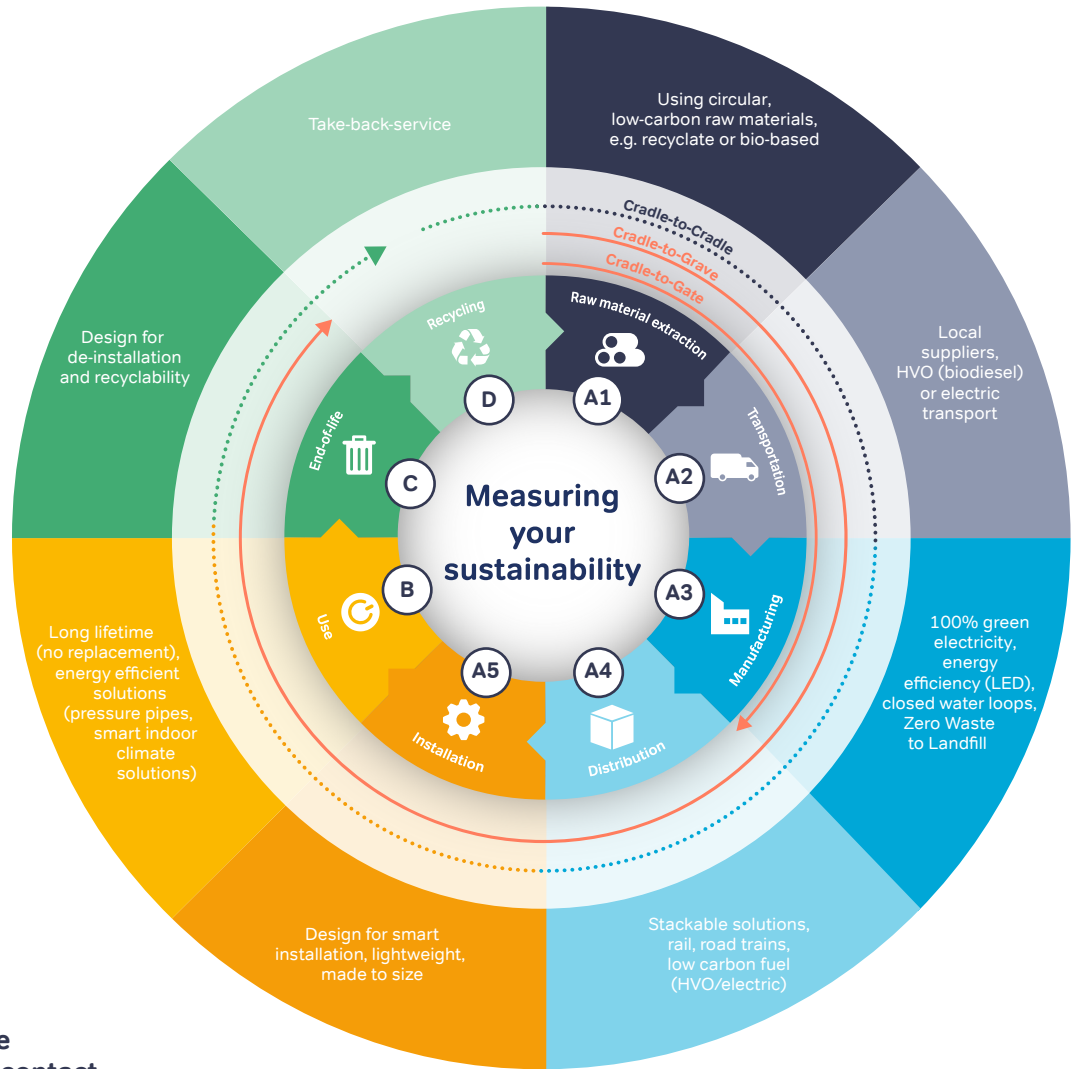 Using circular,
low-carbon raw materials,
e.g. recyclate or bio-based
Local
suppliers,
HVO (biodiesel)
or electric
transport
100% green
electricity,
energy
efficiency (LED),
closed water loops,
Zero Waste
to Landfill
Stackable solutions,
rail, road trains,
low carbon fuel
(HVO/electric)
Design for smart
installation, lightweight,
made to size
Long lifetime
(no replacement),
energy efficient
solutions
(pressure pipes,
smart indoor
climate
solutions)
Design for
de-installation
and recyclability
Take-back-service
Cradle-to-Cradle
Cradle-to-Grave
Cradle-to-Gate
Raw material extraction
A1
Transportation
A2
Manufacturing
A3
Distribution
A4
Installation
A5
Use
B
End-of-life
C
Recycling
D
Measuring
your
sustainability
e
contact